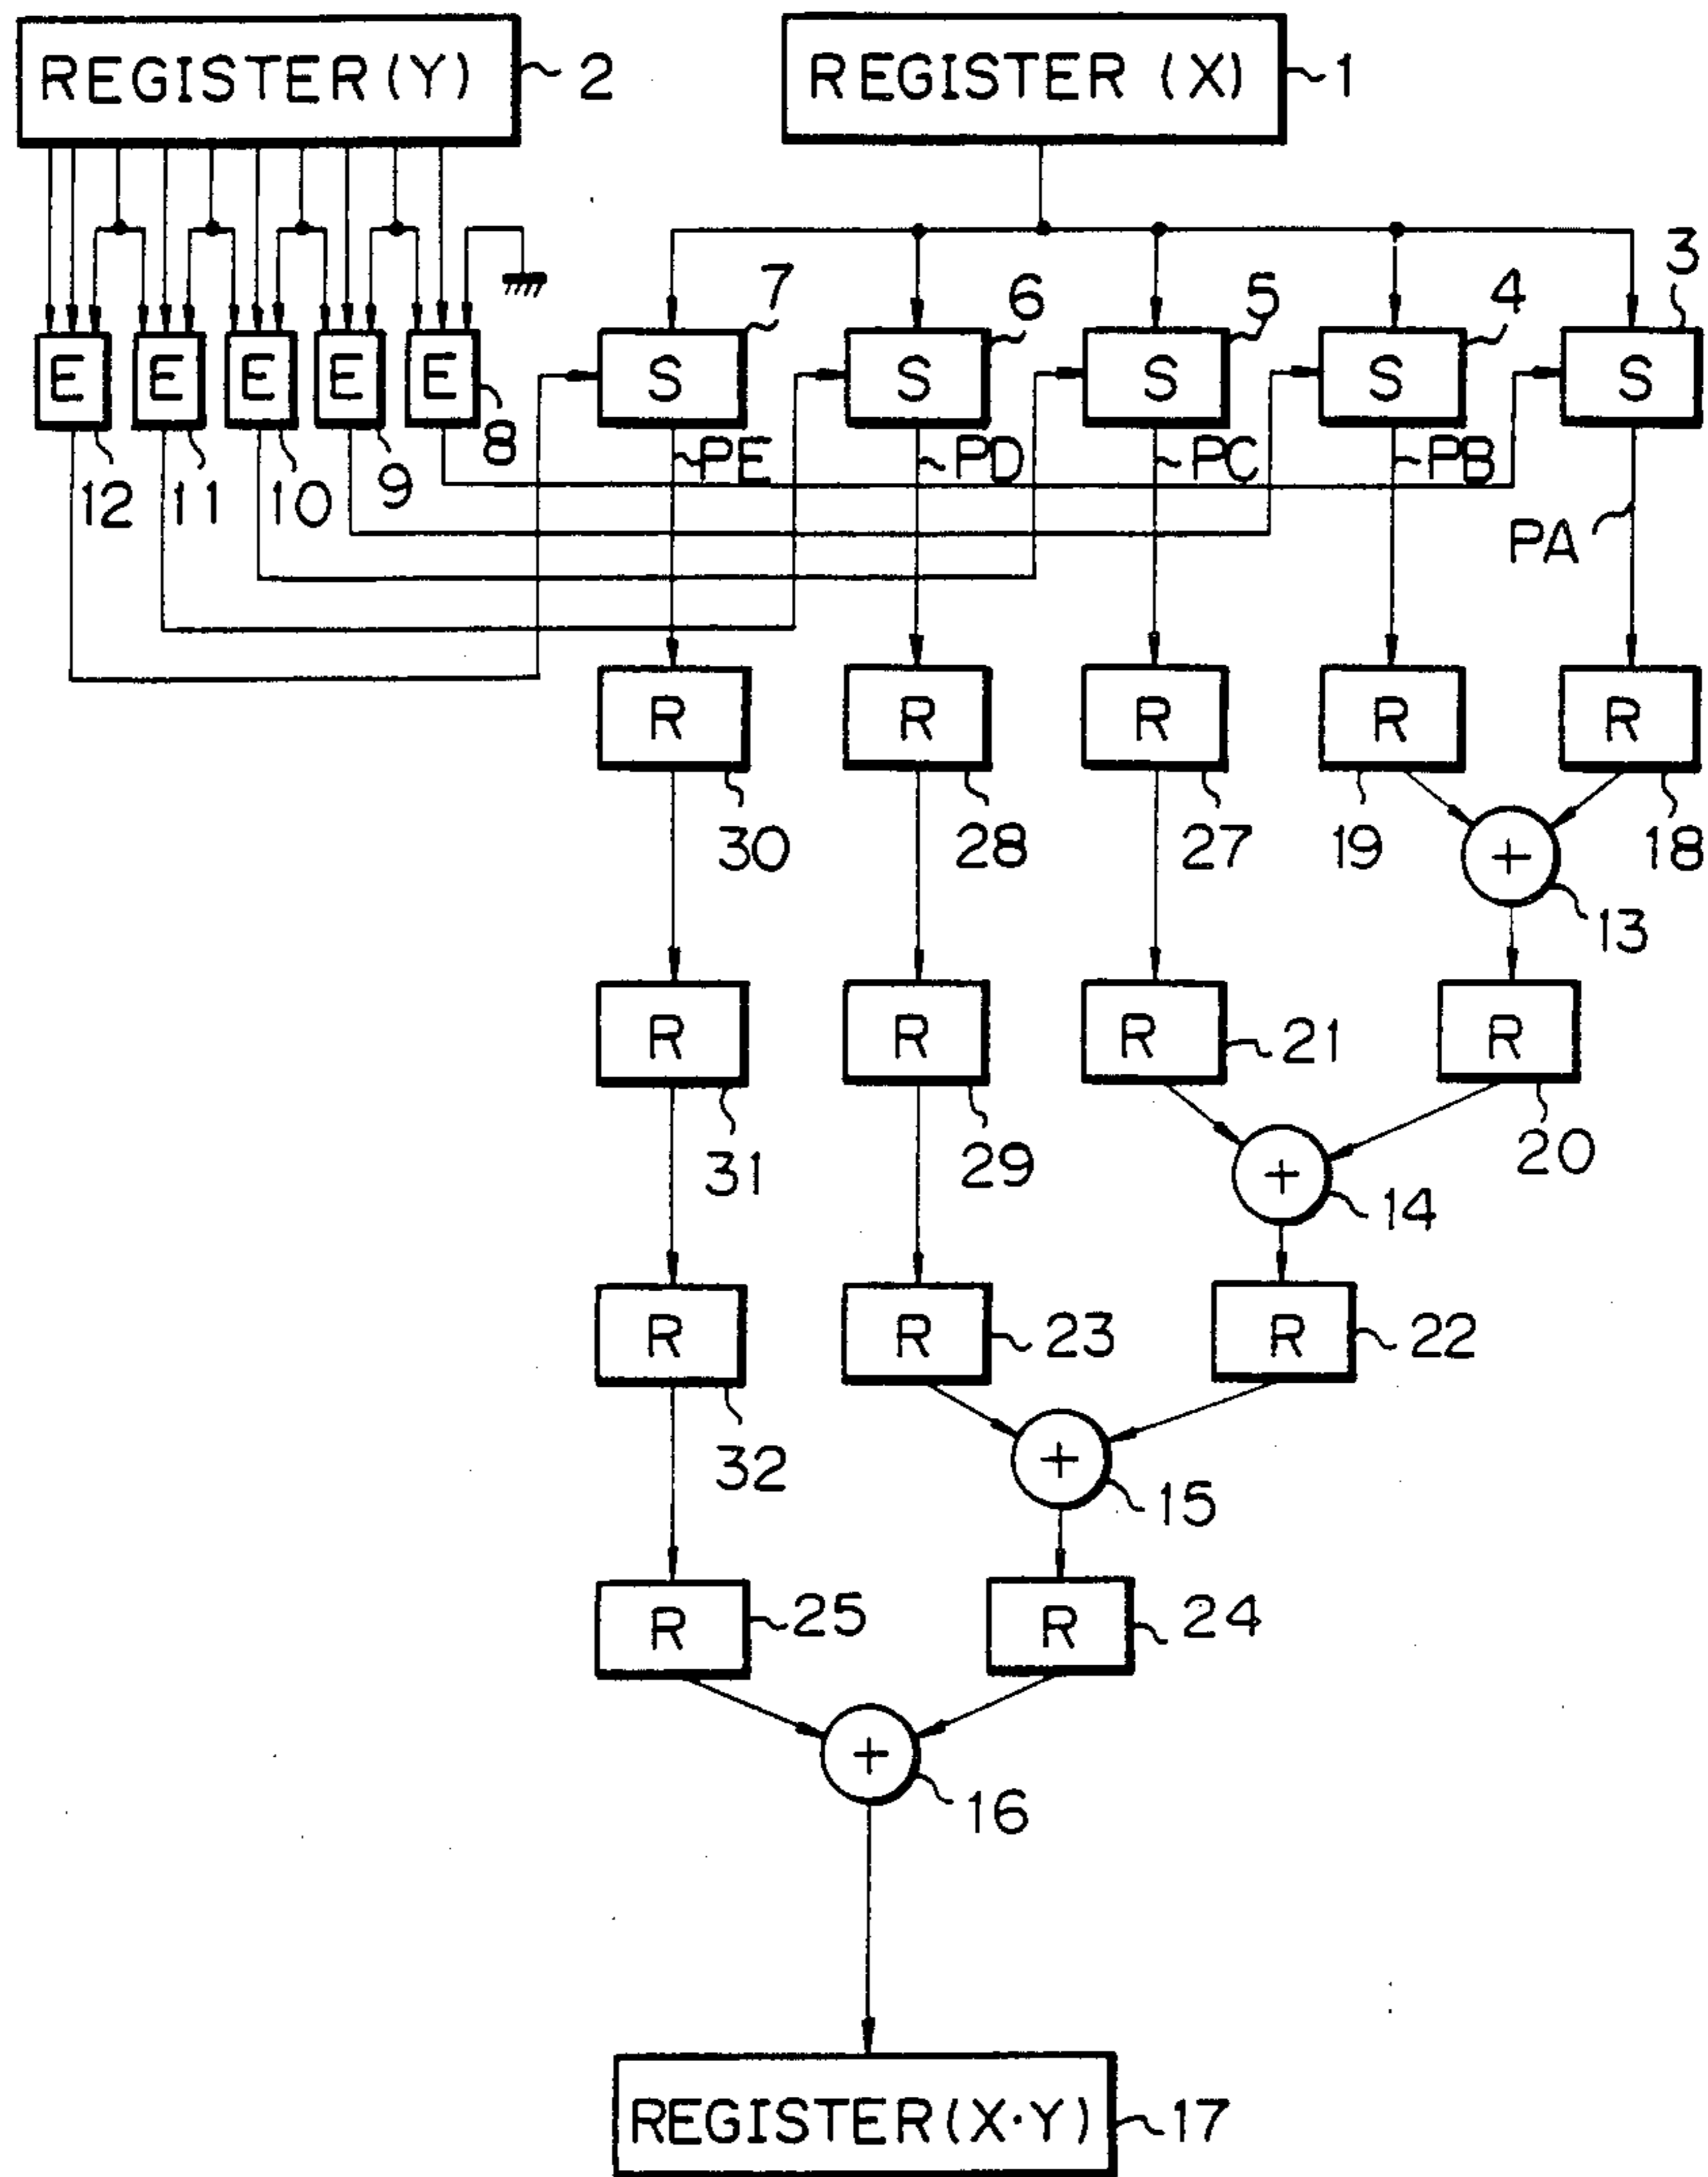 REGISTER(Y) 2 REGISTER (X) 1
7 6 5 4 3
E E E E E 8 S S S S S
12 11 10 9 PE PD PC PB PA
R R R R R
30 28 27 19 + 18
13
R R R 21 R
31 29 + 20
14
R R 23 R 22
32 + 15
R 25 R 24
+
16
REGISTER(X·Y) 17